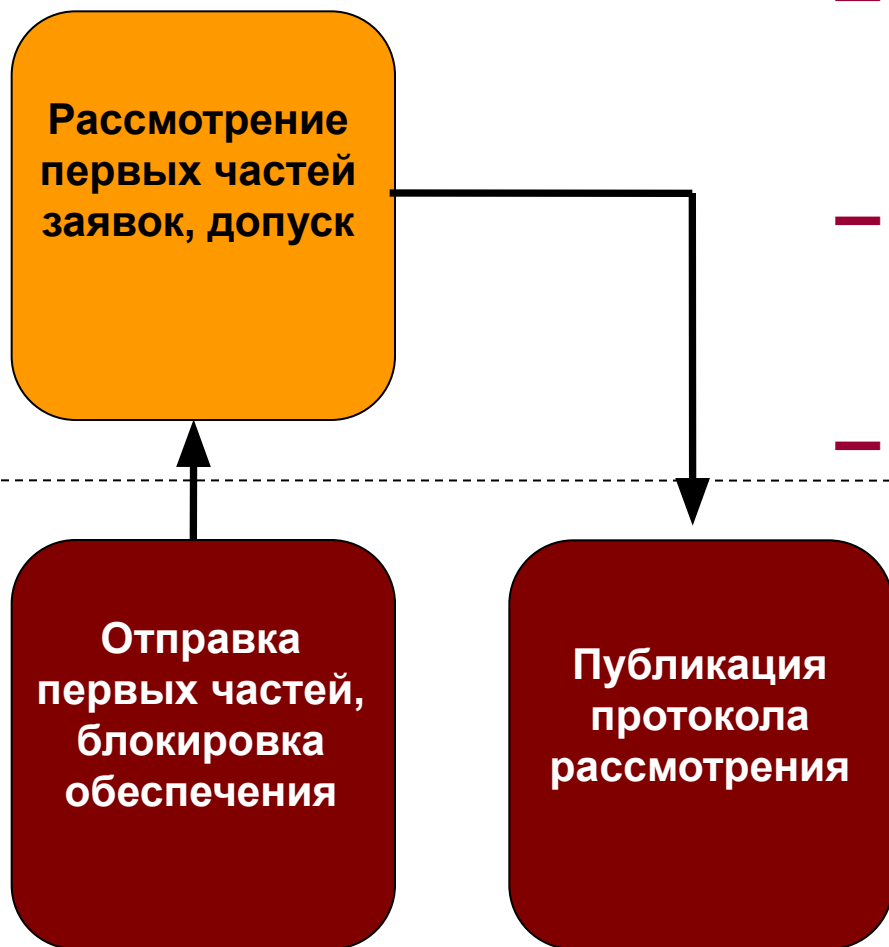 Рассмотрение
первых частей
заявок, допуск
Отправка
первых частей,
блокировка
обеспечения
Публикация
протокола
рассмотрения